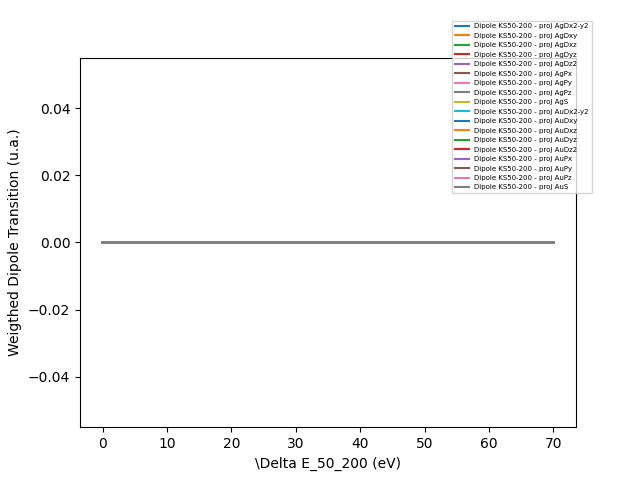 Dipole KS50-200 - proj AgDx2-y2
Dipole KS50-200 - proj AgDxy
Dipole KS50-200 - proj AgDxz
Dipole KS50-200 - proj AgDyz
Dipole KS50-200 - proj AgDz2
Dipole KS50-200 - proj AgPx
Dipole KS50-200 - proj AgPy
Dipole KS50-200 - proj AgPz
Dipole KS50-200 - proj AgS
Dipole KS50-200 - proj AuDx2-y2
Dipole KS50-200 - proj AuDxy
Dipole KS50-200 - proj AuDxz
Dipole KS50-200 - proj AuDyz
Dipole KS50-200 - proj AuDz2
Dipole KS50-200 - proj AuPx
Dipole KS50-200 - proj AuPy
Dipole KS50-200 - proj AuPz
Dipole KS50-200 - proj AuS
Weigthed Dipole Transition (u.a.)
0.04
0.02
0.00
−0.02
−0.04
0 10 20 30 40 50 60 70
\Delta E_50_200 (eV)